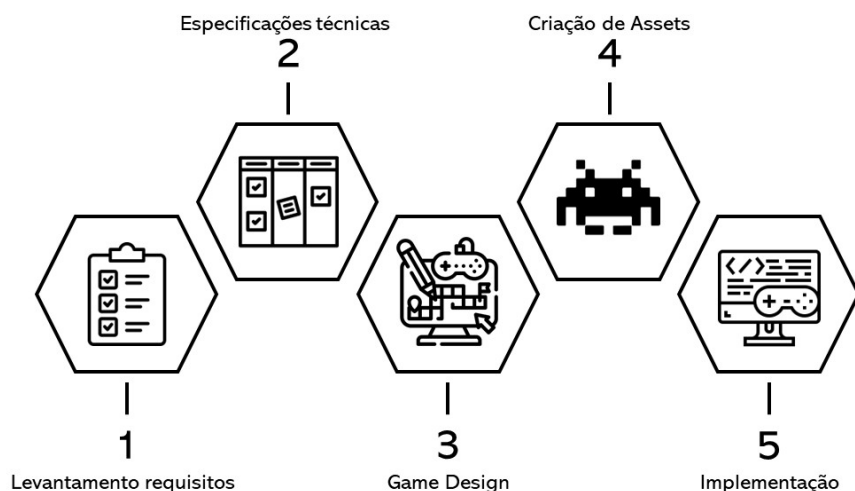 Especificações técnicas
2
Criação de Assets
4
1
Levantamento requisitos
3
Game Design
5
Implementação